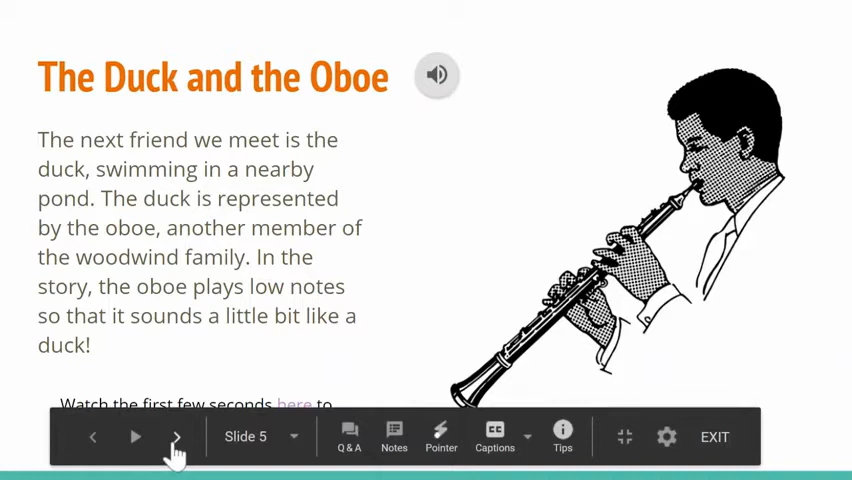 The Duck and the Oboe
The next friend we meet is the
duck, swimming in a nearby
pond. The duck is represented
by the oboe, another member of
the woodwind family. In the
story, the oboe plays low notes
so that it sounds a little bit like a
duck!
Watch the first few seconds here to
Slide 5
Q & A
Notes
Pointer
CC
Captions
Tips
EXIT